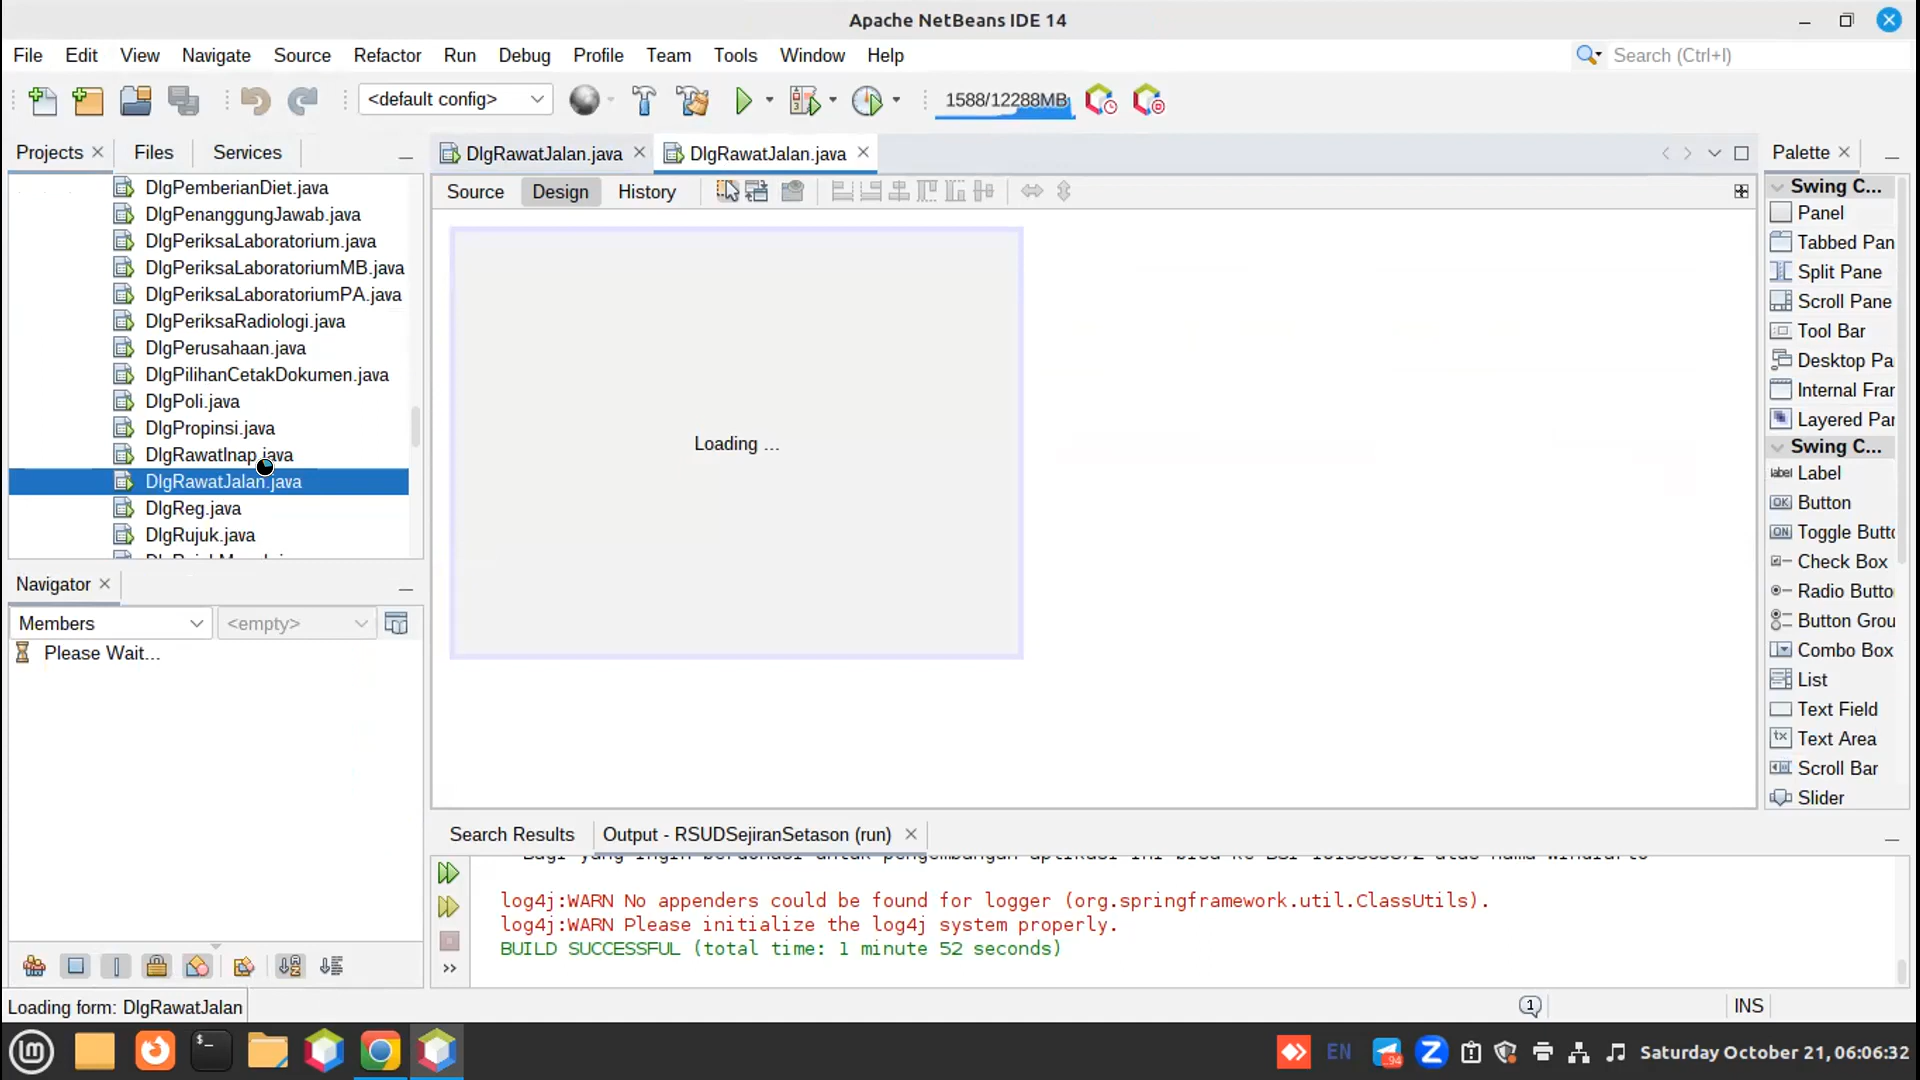 Apache NetBeans IDE 14
File Edit View Navigate Source Refactor Run Debug Profile Team Tools Window Help
Search (Ctrl+I)
<default config>
1588/12288MB
Projects Files Services
DlgRawatJalan.java DlgRawatJalan.java
Palette
Source Design History
DlgPemberianDiet.java
DlgPenanggungJawab.java
DlgPeriksaLaboratorium.java
DlgPeriksaLaboratoriumMB.java
DlgPeriksaLaboratoriumPA.java
DlgPeriksaRadiologi.java
DlgPerusahaan.java
DlgPilihanCetakDokumen.java
DlgPoli.java
DlgPropinsi.java
DlgRawatInap.java
DlgRawatJalan.java
DlgReg.java
DlgRujuk.java
Loading ...
Swing C...
Panel
Tabbed Pan
Split Pane
Scroll Pane
Tool Bar
Desktop Pa
Internal Frar
Layered Par
Swing C...
label Label
OK Button
ON Toggle Butto
Check Box
Radio Butto
Button Grou
Combo Box
List
Text Field
tx Text Area
Scroll Bar
Slider
Navigator
Members <empty>
Please Wait...
Search Results Output - RSUDSejiranSetason (run)
log4j:WARN No appenders could be found for logger (org.springframework.util.ClassUtils).
log4j:WARN Please initialize the log4j system properly.
BUILD SUCCESSFUL (total time: 1 minute 52 seconds)
Loading form: DlgRawatJalan
1
INS
EN
94
Saturday October 21, 06:06:32